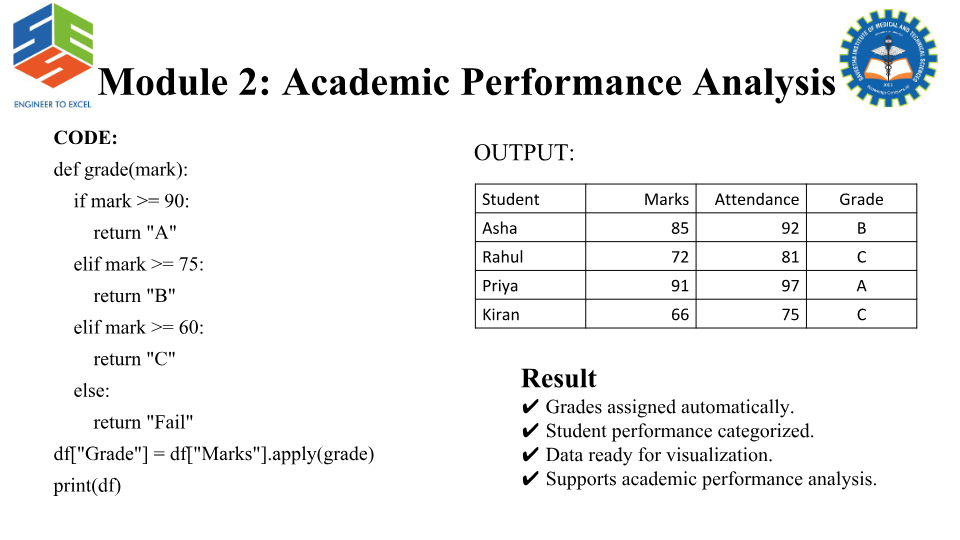 SSE
ENGINEER TO EXCEL
Module 2: Academic Performance Analysis
CODE:
def grade(mark):
if mark >= 90:
return "A"
elif mark >= 75:
return "B"
elif mark >= 60:
return "C"
else:
return "Fail"
df["Grade"] = df["Marks"].apply(grade)
print(df)
OUTPUT:
Student Marks Attendance Grade
Asha 85 92 B
Rahul 72 81 C
Priya 91 97 A
Kiran 66 75 C
Result
✔ Grades assigned automatically.
✔ Student performance categorized.
✔ Data ready for visualization.
✔ Supports academic performance analysis.